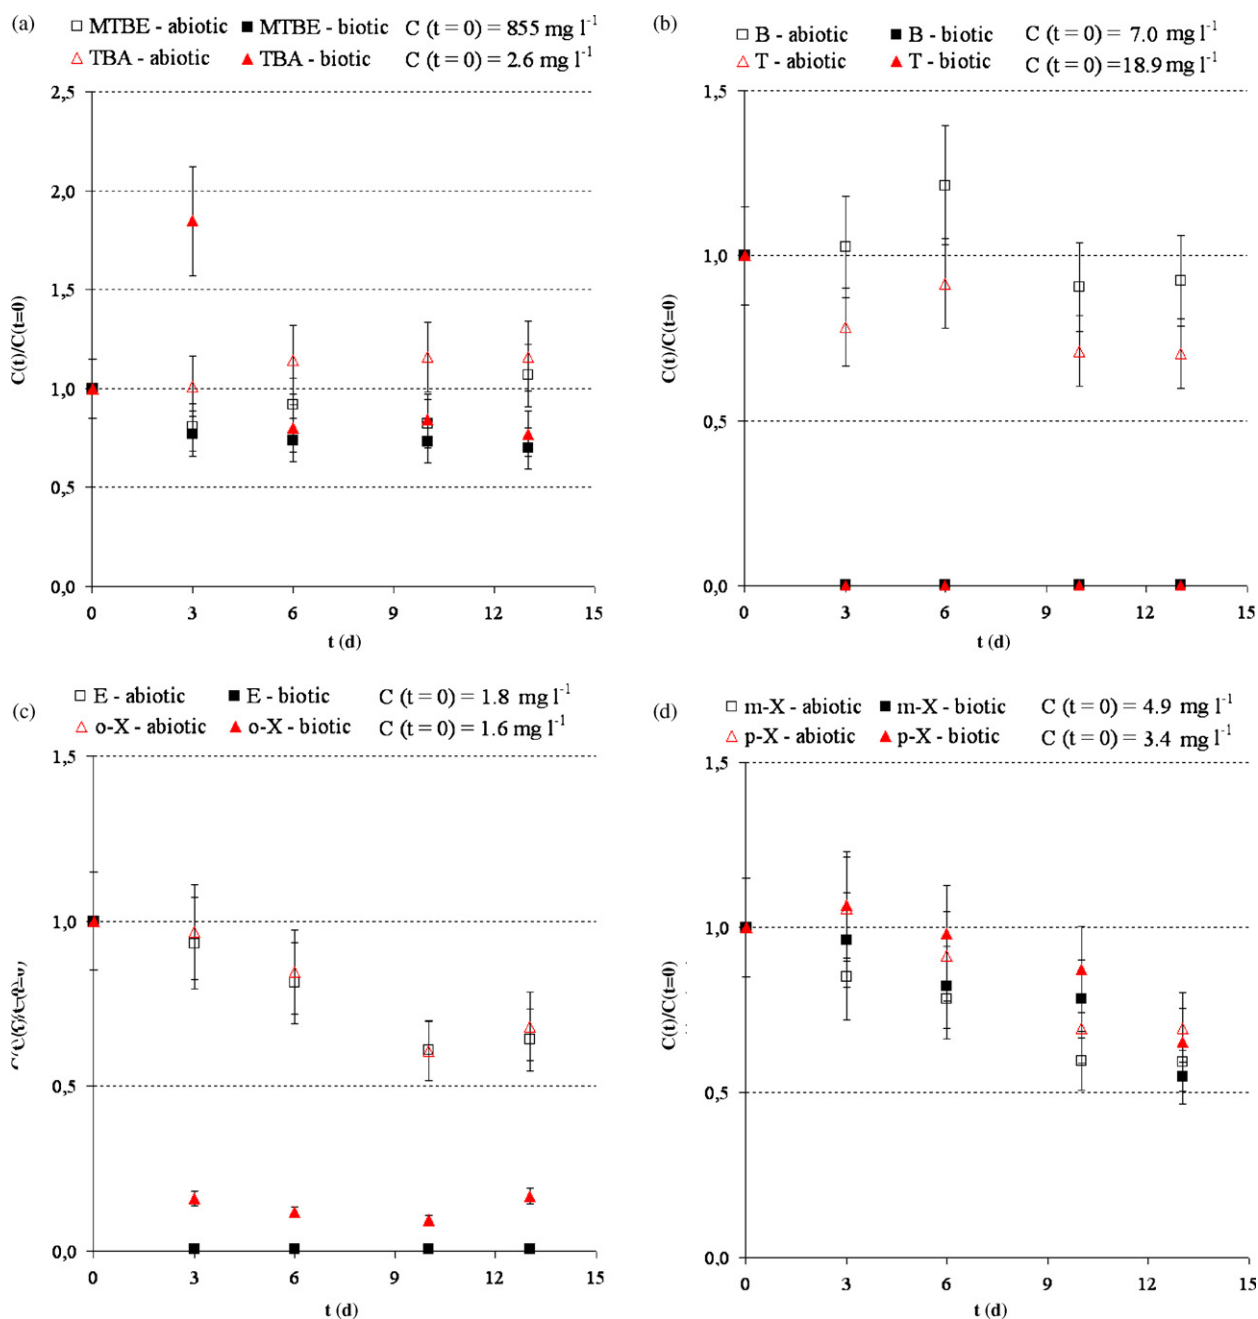 (a)
MTBE - abiotic MTBE - biotic C (t = 0) = 855 mg l⁻¹
TBA - abiotic TBA - biotic C (t = 0) = 2.6 mg l⁻¹
2,5
2,0
1,5
1,0
0,5
0,0
C(t)/C(t=0)
0 3 6 9 12 15
t (d)
(b)
B - abiotic B - biotic C (t = 0) = 7.0 mg l⁻¹
T - abiotic T - biotic C (t = 0) =18.9 mg l⁻¹
1,5
1,0
0,5
0,0
C(t)/C(t=0)
0 3 6 9 12 15
t (d)
(c)
E - abiotic E - biotic C (t = 0) = 1.8 mg l⁻¹
o-X - abiotic o-X - biotic C (t = 0) = 1.6 mg l⁻¹
1,5
1,0
0,5
0,0
0 3 6 9 12 15
t (d)
(d)
m-X - abiotic m-X - biotic C (t = 0) = 4.9 mg l⁻¹
p-X - abiotic p-X - biotic C (t = 0) = 3.4 mg l⁻¹
1,5
1,0
0,5
0,0
C(t)/C(t=0)
0 3 6 9 12 15
t (d)